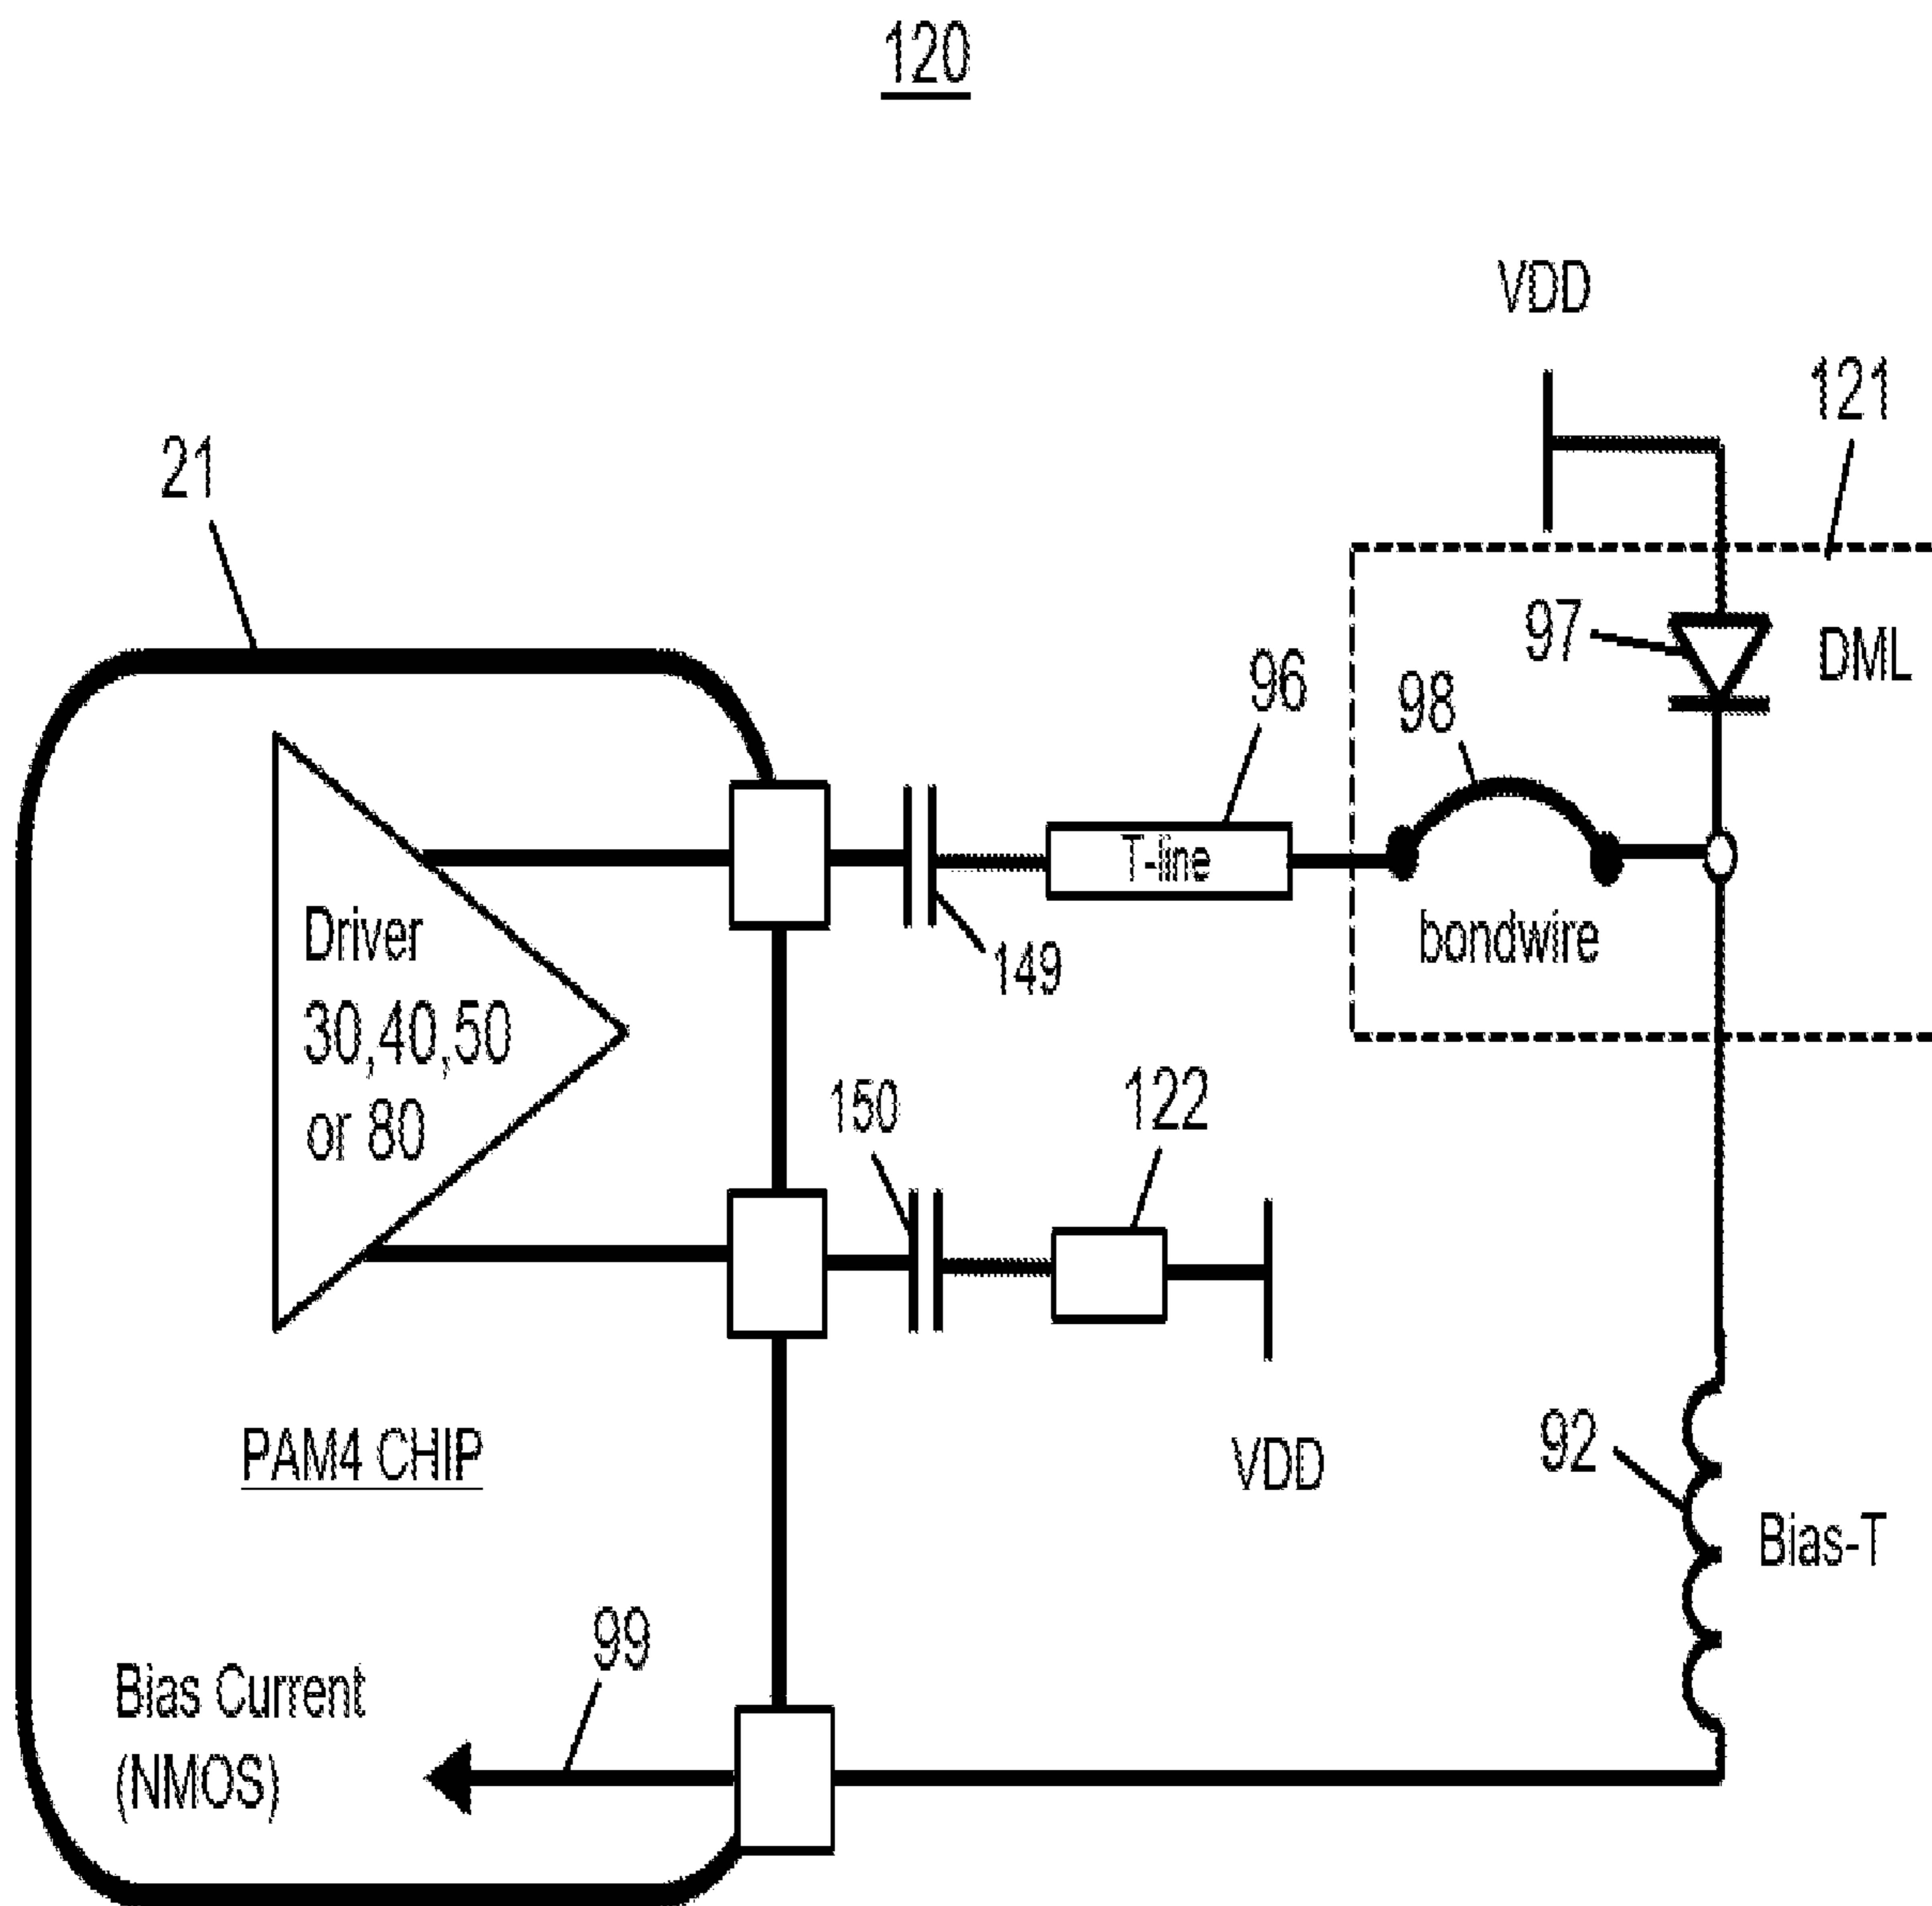 120
VDD
121
21
97
DML
96
98
T-line
Driver
30,40,50
or 80
bondwire
149
150
122
PAM4 CHIP
VDD
92
Bias-T
99
Bias Current
(NMOS)